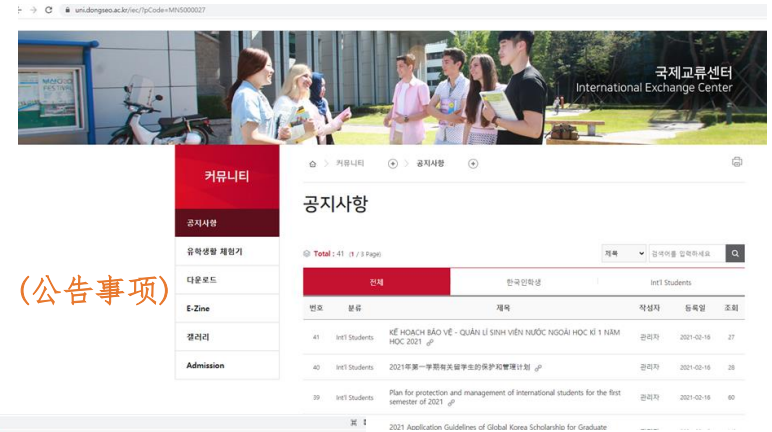 uni.dongseo.ac.kr/iec/?pCode=MN5000027
국제교류센터
International Exchange Center
커뮤니티
커뮤니티 > 공지사항
공지사항
공지사항
유학생활 체험기
다운로드
E-Zine
갤러리
Admission
(公告事项)
Total : 41 (1 / 3 Page)
제목 검색어를 입력하세요
전체 한국인학생 Int'l Students
번호 분류 제목 작성자 등록일 조회
41 Int'l Students KẾ HOẠCH BẢO VỆ - QUẢN LÍ SINH VIÊN NƯỚC NGOÀI HỌC KÌ 1 NĂM HỌC 2021 관리자 2021-02-16 27
40 Int'l Students 2021年第一学期有关留学生的保护和管理计划 관리자 2021-02-16 28
39 Int'l Students Plan for protection and management of international students for the first semester of 2021 관리자 2021-02-16 60
2021 Application Guidelines of Global Korea Scholarship for Graduate